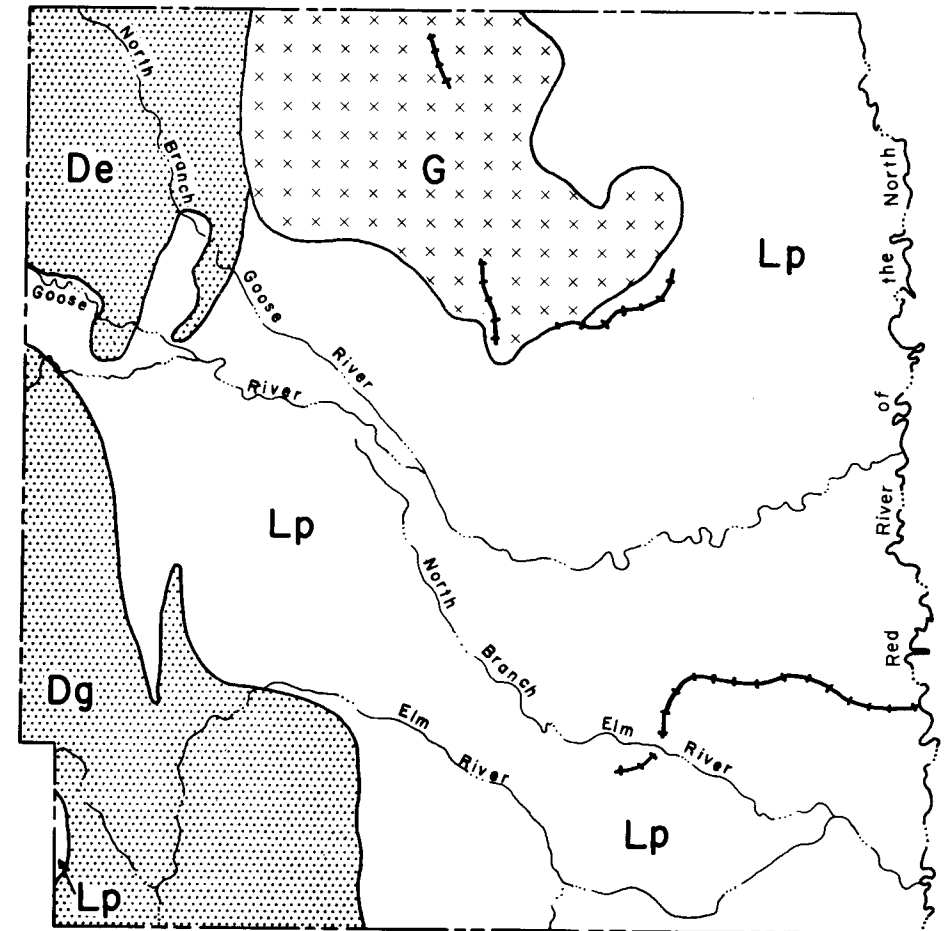 North
Branch
De
G
North
the
Lp
Goose
Goose
River
River
of
River
Lp
North
Branch
Red
Dg
Elm
River
Elm
River
Lp
Lp